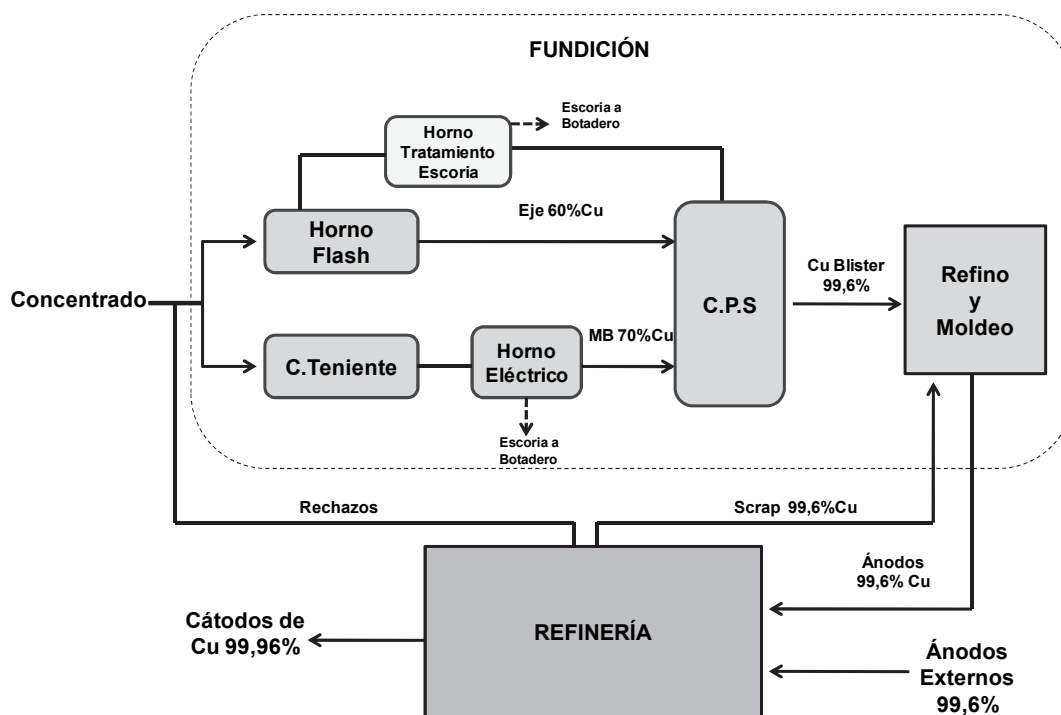 FUNDICIÓN
Escoria a
Botadero
Horno
Tratamiento
Escoria
Eje 60%Cu
Horno
Flash
Cu Blister
99,6%
Refino
y
Moldeo
Concentrado
C.P.S
MB 70%Cu
C.Teniente
Horno
Eléctrico
Escoria a
Botadero
Rechazos
Scrap 99,6%Cu
Ánodos
99,6% Cu
Cátodos de
Cu 99,96%
REFINERÍA
Ánodos
Externos
99,6%